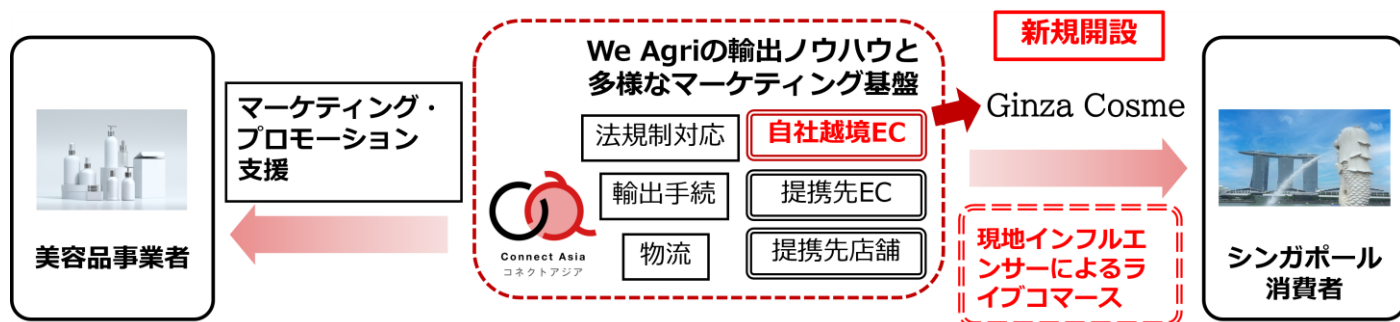 美容品事業者
マーケティング・
プロモーション
支援
We Agriの輸出ノウハウと
多様なマーケティング基盤
法規制対応
自社越境EC
輸出手続
提携先EC
物流
提携先店舗
Connect Asia
コネクトアジア
新規開設
Ginza Cosme
現地インフルエ
ンサーによるラ
イブコマース
シンガポール
消費者